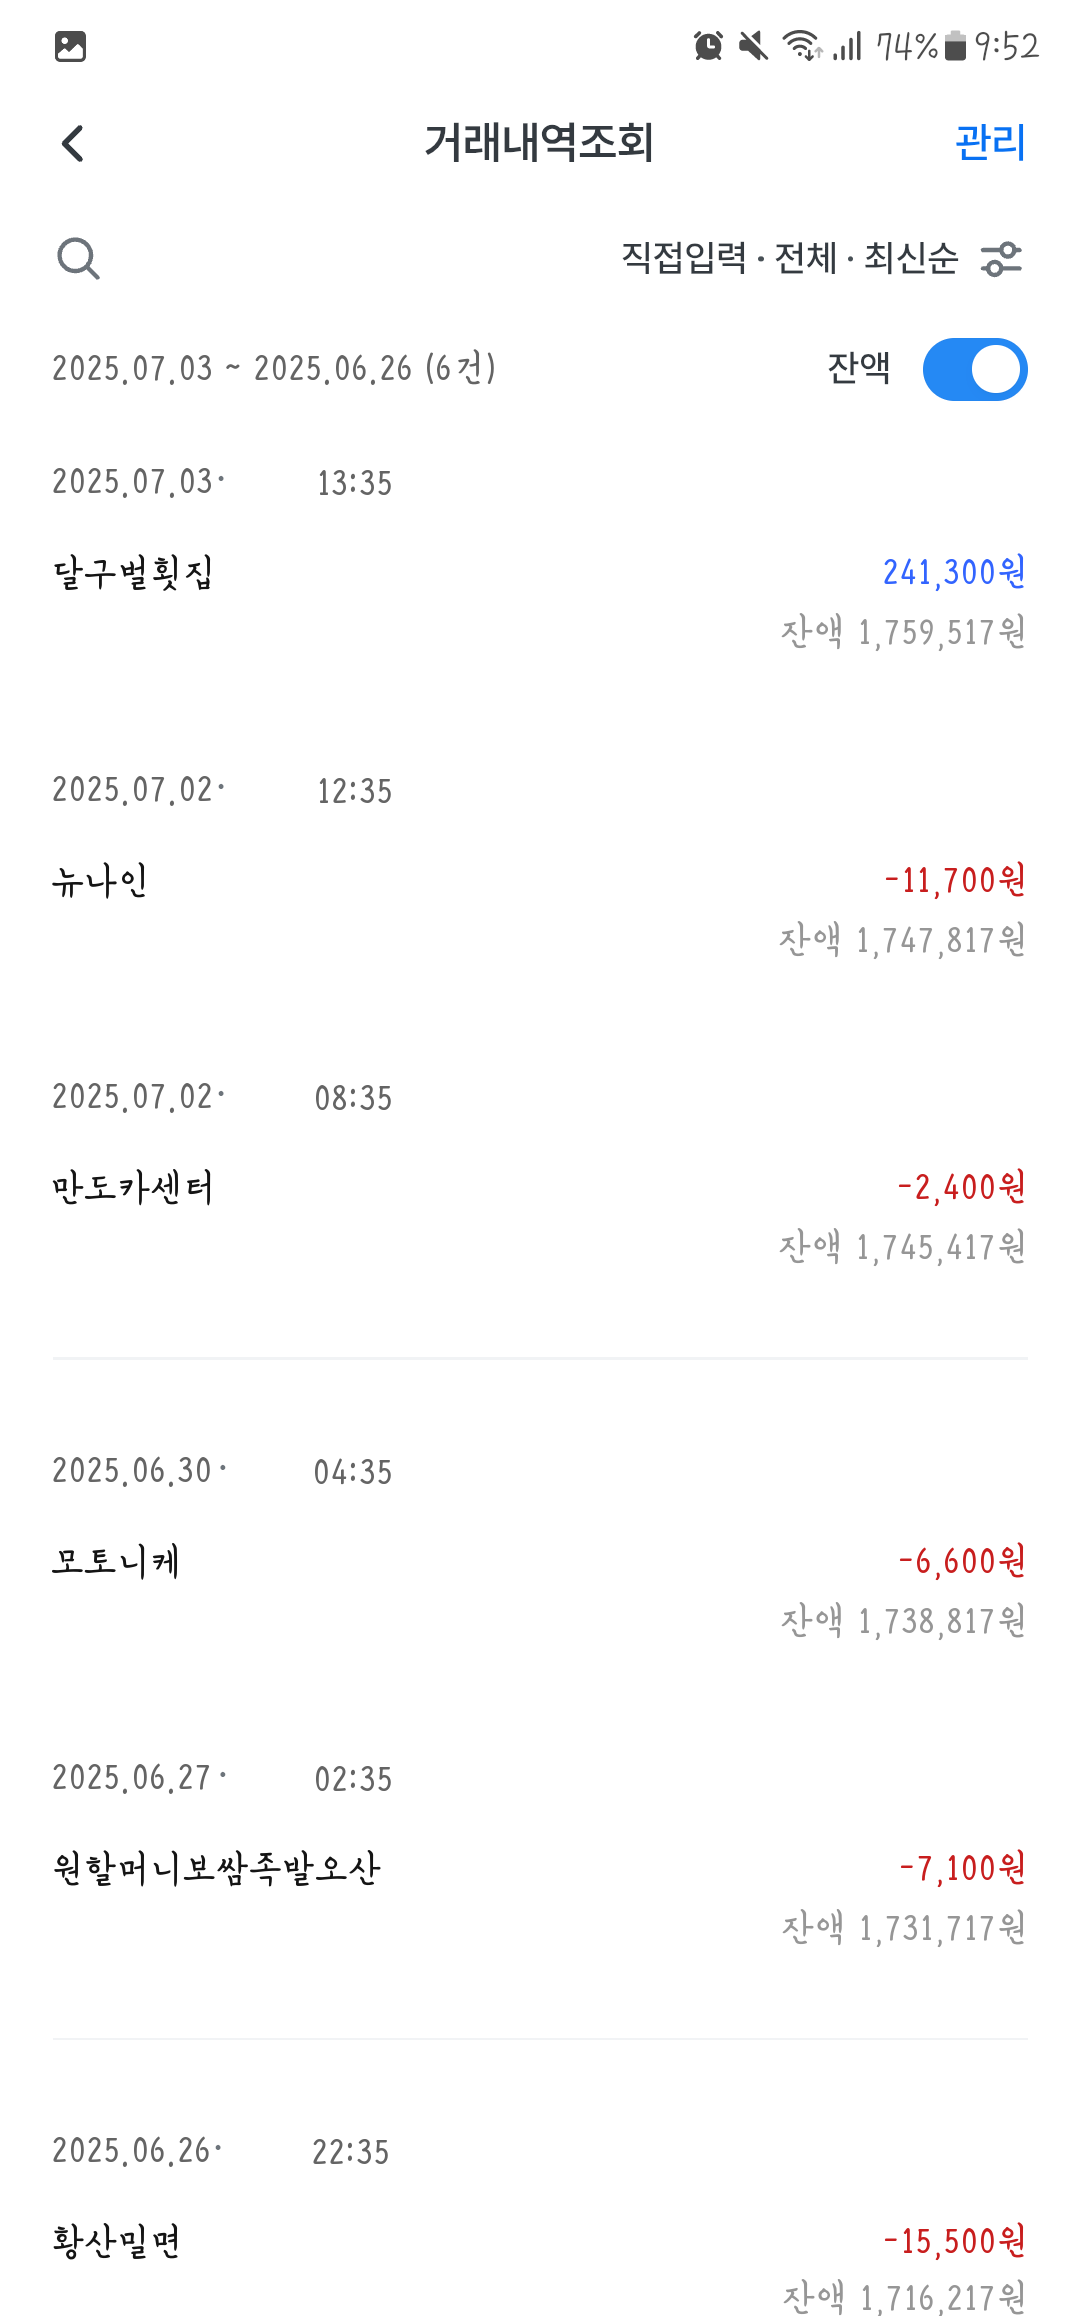 74% 9:52
거래내역조회 관리
직접입력 · 전체 · 최신순
2025.07.03 ~ 2025.06.26 (6건) 잔액
2025.07.03· 13:35
달구벌횟집 241,300원
잔액 1,759,517원
2025.07.02· 12:35
뉴나인 -11,700원
잔액 1,747,817원
2025.07.02· 08:35
만도카센터 -2,400원
잔액 1,745,417원
2025.06.30· 04:35
모토니케 -6,600원
잔액 1,738,817원
2025.06.27· 02:35
원할머니보쌈족발오산 -7,100원
잔액 1,731,717원
2025.06.26· 22:35
황산밀면 -15,500원
잔액 1,716,217원